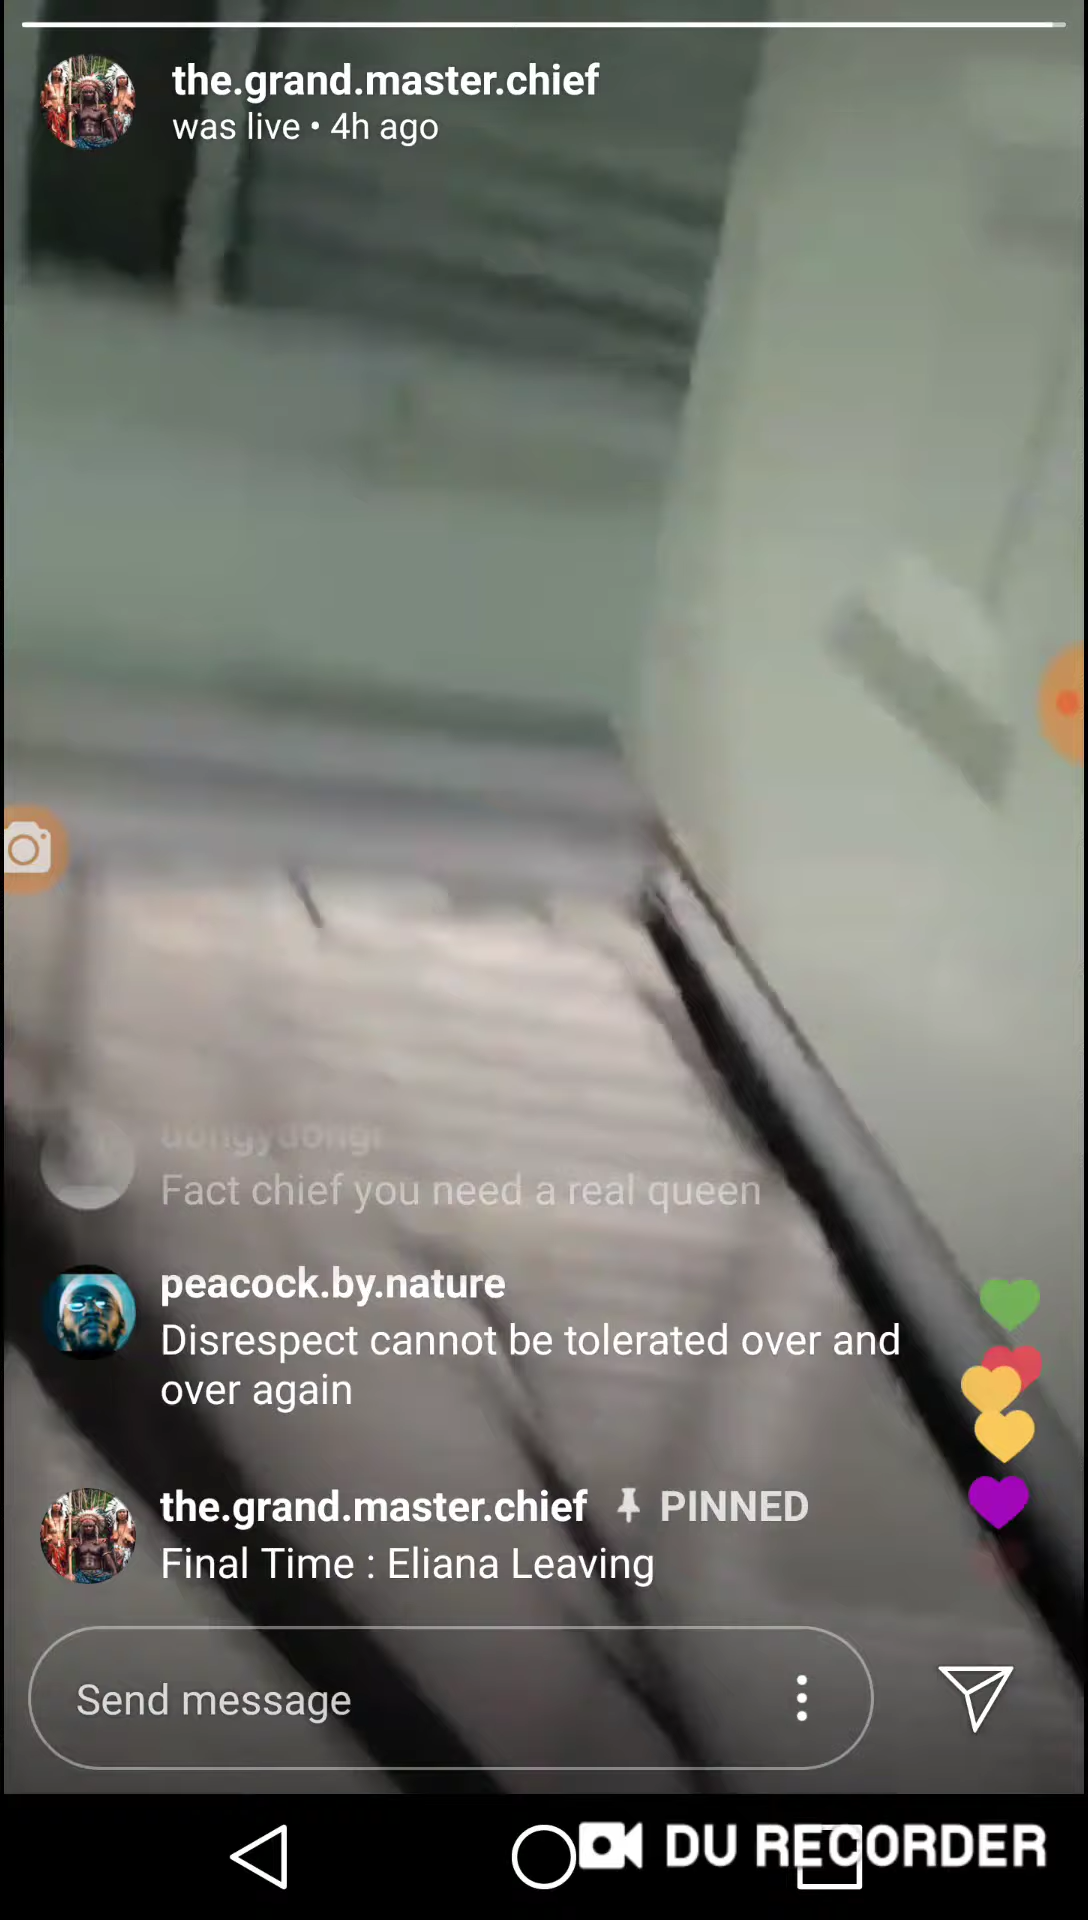 the.grand.master.chief
was live • 4h ago
Fact chief you need a real queen
peacock.by.nature
Disrespect cannot be tolerated over and
over again
the.grand.master.chief PINNED
Final Time : Eliana Leaving
Send message
DU RECORDER